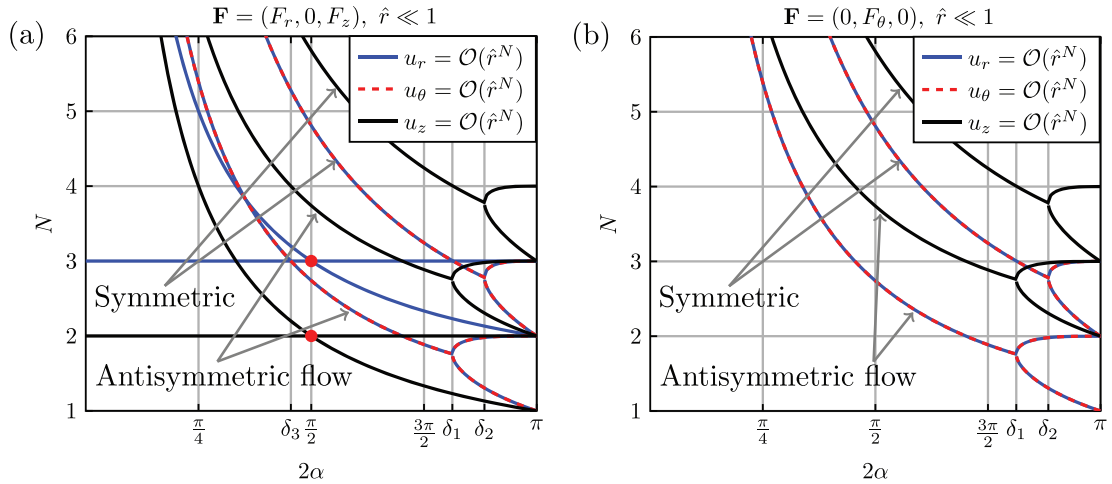 F = (F_r, 0, F_z), r̂ ≪ 1
(a)
6
5
4
3
2
1
N
u_r = O(r̂^N)
u_θ = O(r̂^N)
u_z = O(r̂^N)
Symmetric
Antisymmetric flow
π/4
δ_3
π/2
3π/2
δ_1
δ_2
π
2α
F = (0, F_θ, 0), r̂ ≪ 1
(b)
6
5
4
3
2
1
N
u_r = O(r̂^N)
u_θ = O(r̂^N)
u_z = O(r̂^N)
Symmetric
Antisymmetric flow
π/4
π/2
3π/2
δ_1
δ_2
π
2α